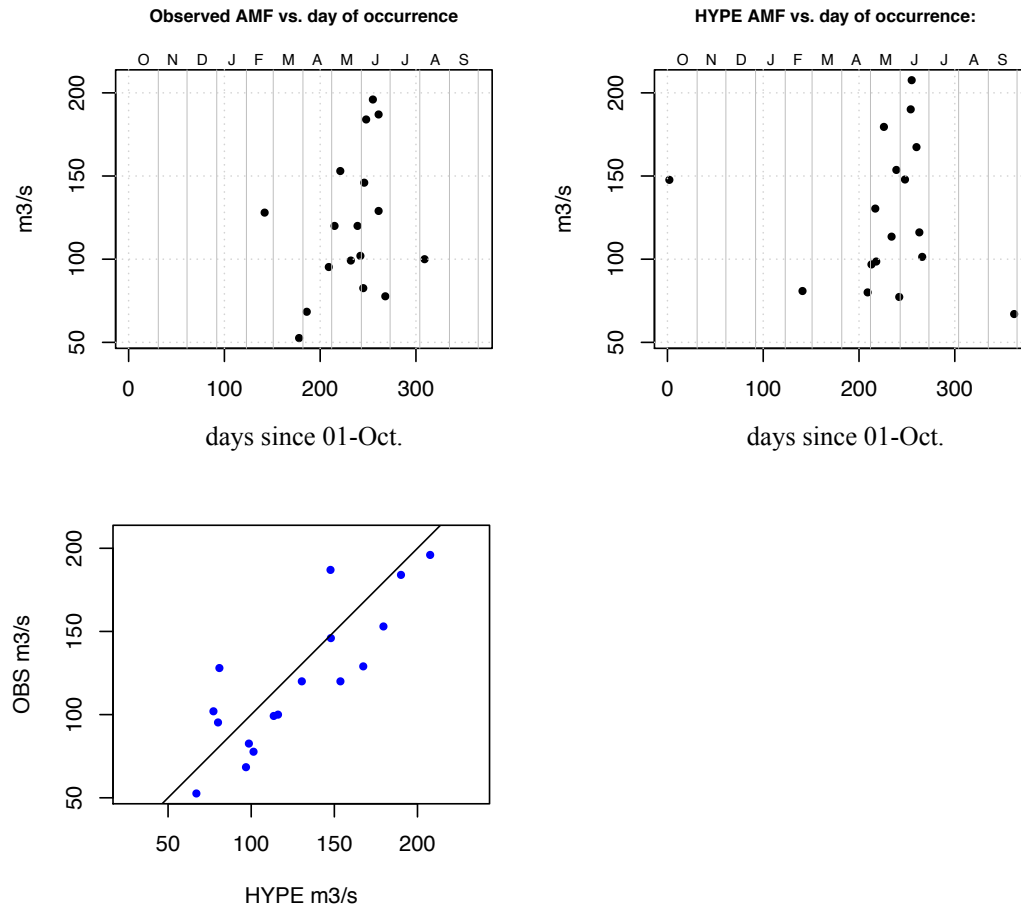 Observed AMF vs. day of occurrence
O N D J F M A M J J A S
200
150
100
50
m3/s
0 100 200 300
days since 01-Oct.
HYPE AMF vs. day of occurrence:
O N D J F M A M J J A S
200
150
100
50
m3/s
0 100 200 300
days since 01-Oct.
200
150
100
50
OBS m3/s
50 100 150 200
HYPE m3/s